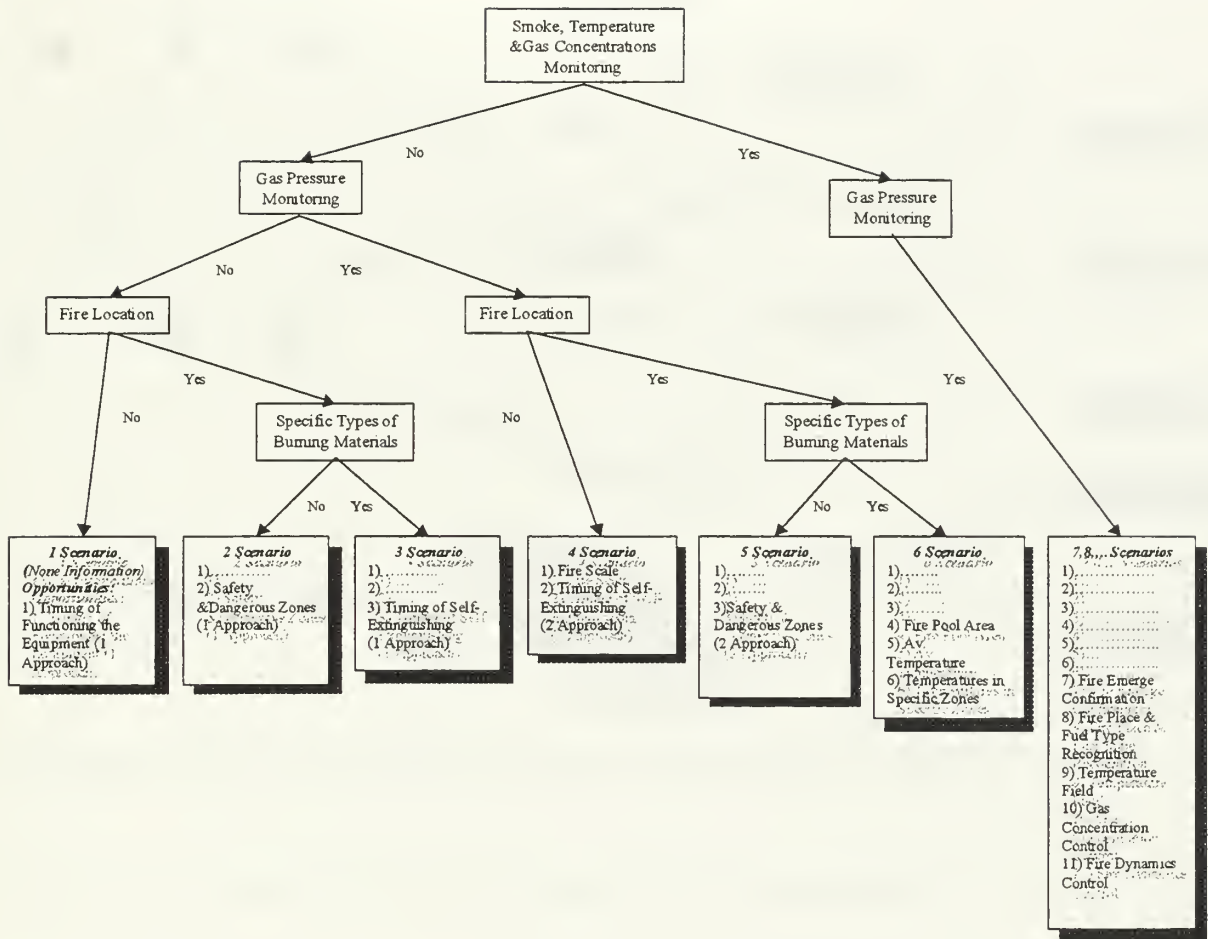 Smoke, Temperature
&Gas Concentrations
Monitoring
No
Yes
Gas Pressure
Monitoring
Gas Pressure
Monitoring
No
Yes
Fire Location
Fire Location
Yes
No
Yes
No
Yes
Specific Types of
Burning Materials
Specific Types of
Burning Materials
No
Yes
No
Yes
1 Scenario
(None Information)
Opportunities:
1) Timing of
Functioning the
Equipment (1
Approach)
2 Scenario
1)..............
2) Safety
&Dangerous Zones
(1 Approach)
3 Scenario
1)..............
2)..............
3) Timing of Self-
Extinguishing
(1 Approach)
4 Scenario
1) Fire Scale
2) Timing of Self-
Extinguishing
(2 Approach)
5 Scenario
1)..........
2)..........
3)Safety &
Dangerous Zones
(2 Approach)
6 Scenario
1)..........
2)..........
3)..........
4) Fire Pool Area
5) Av.
Temperature
6) Temperatures in
Specific Zones
7,8,... Scenarios
1)..................
2)..................
3)..................
4)..................
5)..................
6)..................
7) Fire Emerge
Confirmation
8) Fire Place &
Fuel Type
Recognition
9) Temperature
Field
10) Gas
Concentration
Control
11) Fire Dynamics
Control